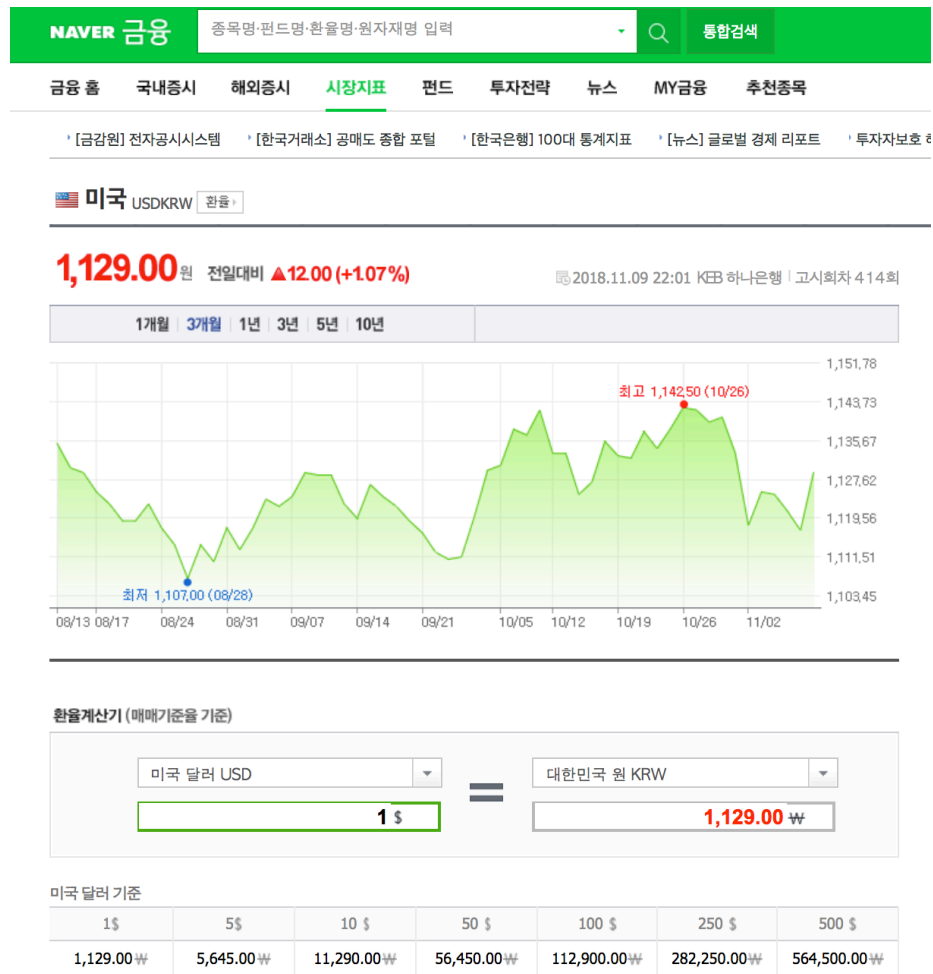 NAVER 금융 종목명·펀드명·환율명·원자재명 입력 통합검색
금융 홈 국내증시 해외증시 시장지표 펀드 투자전략 뉴스 MY금융 추천종목
[금감원] 전자공시시스템 [한국거래소] 공매도 종합 포털 [한국은행] 100대 통계지표 [뉴스] 글로벌 경제 리포트 투자자보호
미국 USDKRW 환율
1,129.00원 전일대비 ▲12.00 (+1.07%) 2018.11.09 22:01 KEB 하나은행 고시회차 414회
1개월 3개월 1년 3년 5년 10년
1,151.78
최고 1,142.50 (10/26)
1,143.73
1,135.67
1,127.62
1,119.56
1,111.51
최저 1,107.00 (08/28)
1,103.45
08/13 08/17 08/24 08/31 09/07 09/14 09/21 10/05 10/12 10/19 10/26 11/02
환율계산기 (매매기준율 기준)
미국 달러 USD = 대한민국 원 KRW
1 $ 1,129.00 ₩
미국 달러 기준
1$ 5$ 10 $ 50 $ 100 $ 250 $ 500 $
1,129.00₩ 5,645.00₩ 11,290.00₩ 56,450.00₩ 112,900.00₩ 282,250.00₩ 564,500.00₩